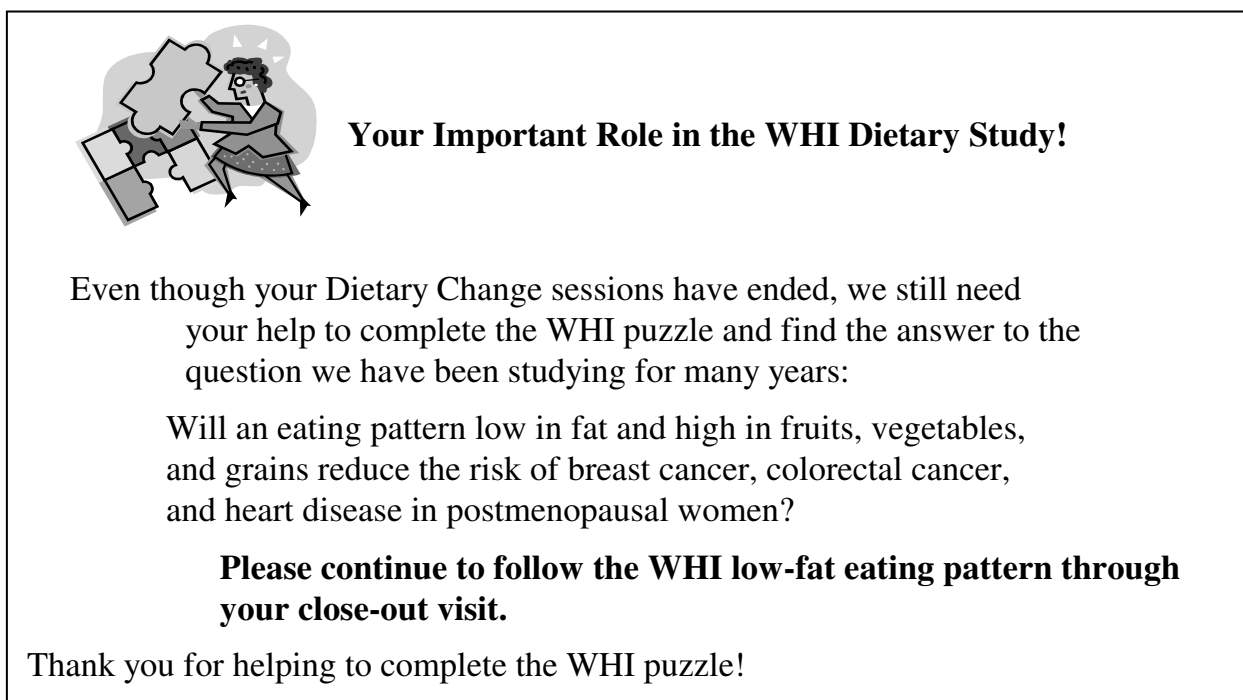 Your Important Role in the WHI Dietary Study!
Even though your Dietary Change sessions have ended, we still need
your help to complete the WHI puzzle and find the answer to the
question we have been studying for many years:
Will an eating pattern low in fat and high in fruits, vegetables,
and grains reduce the risk of breast cancer, colorectal cancer,
and heart disease in postmenopausal women?
Please continue to follow the WHI low-fat eating pattern through
your close-out visit.
Thank you for helping to complete the WHI puzzle!